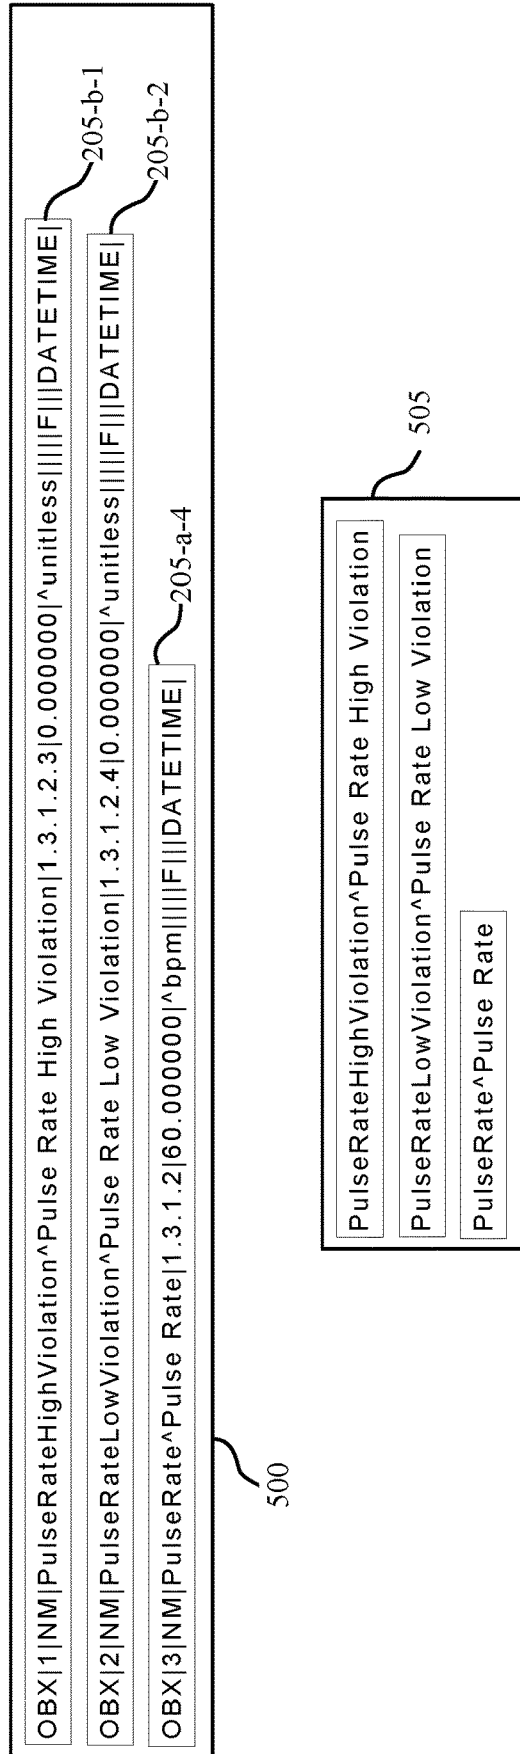 OBX|1|NM|PulseRateHighViolation^Pulse Rate High Violation|1.3.1.2.3|0.000000|^unitless|||||F|||DATETIME|
205-b-1
OBX|2|NM|PulseRateLowViolation^Pulse Rate Low Violation|1.3.1.2.4|0.000000|^unitless|||||F|||DATETIME|
205-b-2
OBX|3|NM|PulseRate^Pulse Rate|1.3.1.2|60.000000|^bpm|||||F|||DATETIME|
205-a-4
500
PulseRateHighViolation^Pulse Rate High Violation
PulseRateLowViolation^Pulse Rate Low Violation
PulseRate^Pulse Rate
505